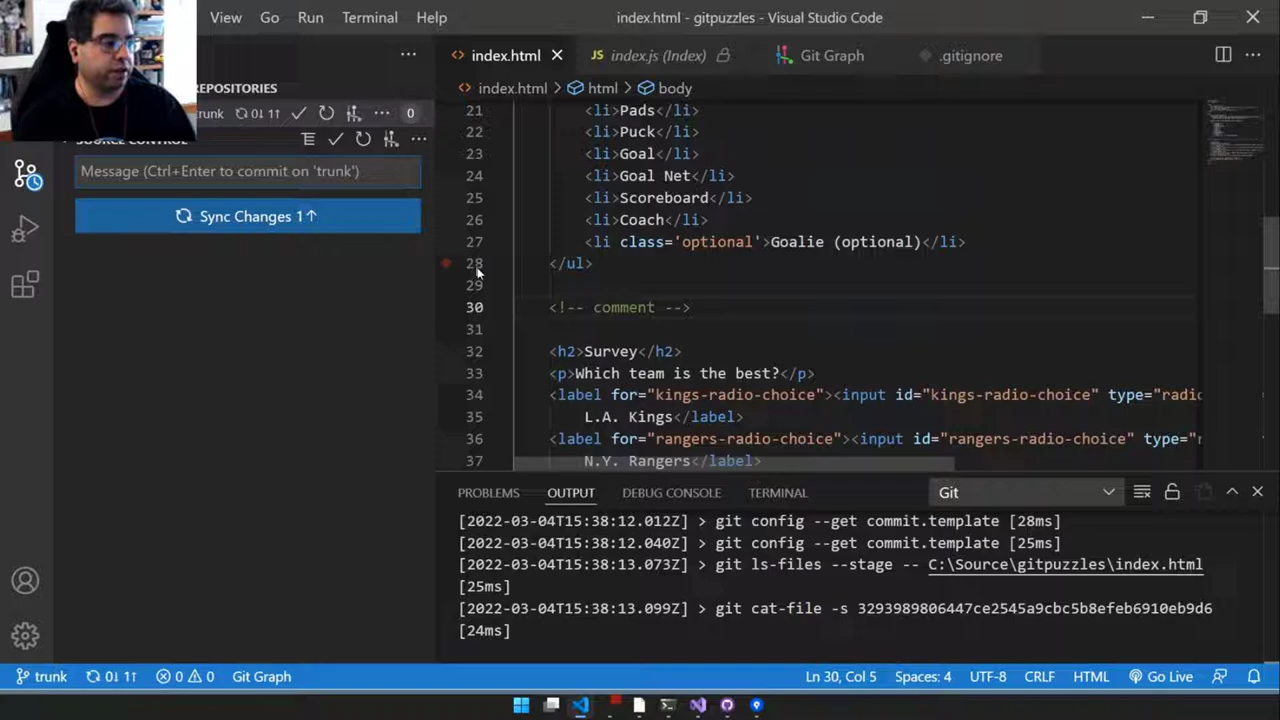 View Go Run Terminal Help
index.html - gitpuzzles - Visual Studio Code
index.html
index.js (Index)
Git Graph
.gitignore
REPOSITORIES
index.html > html > body
trunk 0↓ 1↑ 0
Message (Ctrl+Enter to commit on 'trunk')
Sync Changes 1↑
21 <li>Pads</li>
22 <li>Puck</li>
23 <li>Goal</li>
24 <li>Goal Net</li>
25 <li>Scoreboard</li>
26 <li>Coach</li>
27 <li class='optional'>Goalie (optional)</li>
28 </ul>
29
30 <!-- comment -->
31
32 <h2>Survey</h2>
33 <p>Which team is the best?</p>
34 <label for="kings-radio-choice"><input id="kings-radio-choice" type="radio
35 L.A. Kings</label>
36 <label for="rangers-radio-choice"><input id="rangers-radio-choice" type="r
37 N.Y. Rangers</label>
PROBLEMS OUTPUT DEBUG CONSOLE TERMINAL Git
[2022-03-04T15:38:12.012Z] > git config --get commit.template [28ms]
[2022-03-04T15:38:12.040Z] > git config --get commit.template [25ms]
[2022-03-04T15:38:13.073Z] > git ls-files --stage -- C:\Source\gitpuzzles\index.html
[25ms]
[2022-03-04T15:38:13.099Z] > git cat-file -s 3293989806447ce2545a9cbc5b8efeb6910eb9d6
[24ms]
trunk 0↓ 1↑ 0 0 Git Graph Ln 30, Col 5 Spaces: 4 UTF-8 CRLF HTML Go Live